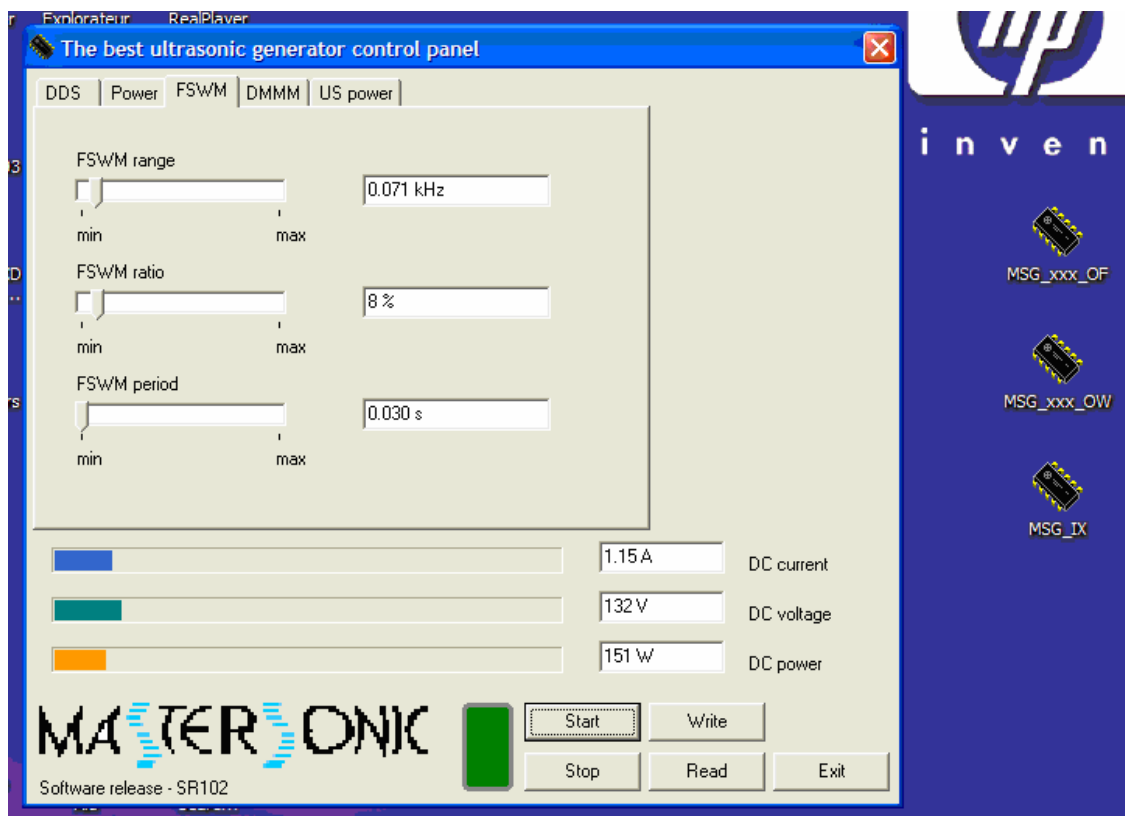 Explorateur RealPlayer
The best ultrasonic generator control panel
DDS Power FSWM DMMM US power
FSWM range
0.071 kHz
min max
FSWM ratio
8 %
min max
FSWM period
0.030 s
min max
1.15 A DC current
132 V DC voltage
151 W DC power
MASTERSONIC
Software release - SR102
Start Write
Stop Read Exit
hp
inven
MSG_xxx_OF
MSG_xxx_OW
MSG_IX